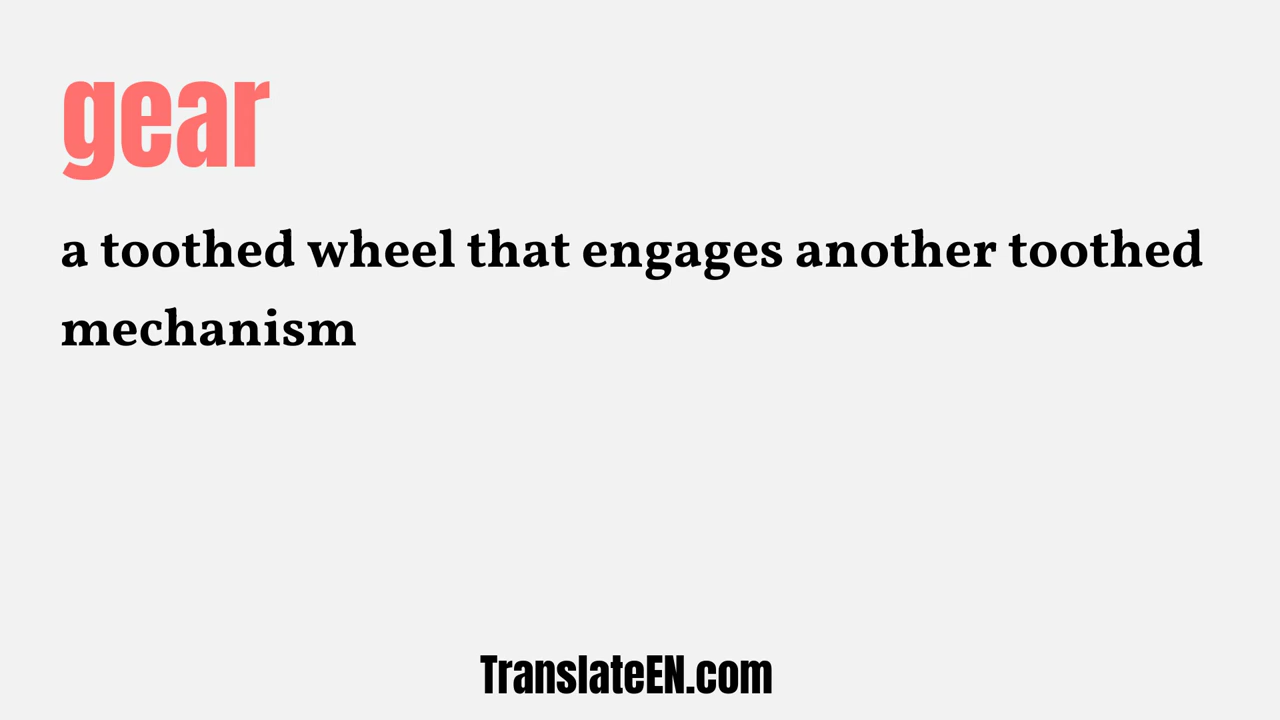 gear
a toothed wheel that engages another toothed
mechanism
TranslateEN.com